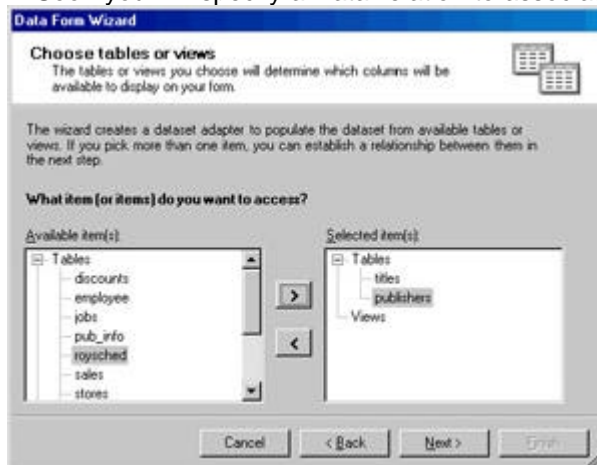 Data Form Wizard
Choose tables or views
The tables or views you choose will determine which columns will be
available to display on your form.
The wizard creates a dataset adapter to populate the dataset from available tables or
views. If you pick more than one item, you can establish a relationship between them in
the next step.
What item (or items) do you want to access?
Available item(s):
Selected item(s):
Tables
discounts
employee
jobs
pub_info
roysched
sales
stores
Tables
titles
publishers
Views
>
<
Cancel
< Back
Next >
Finish